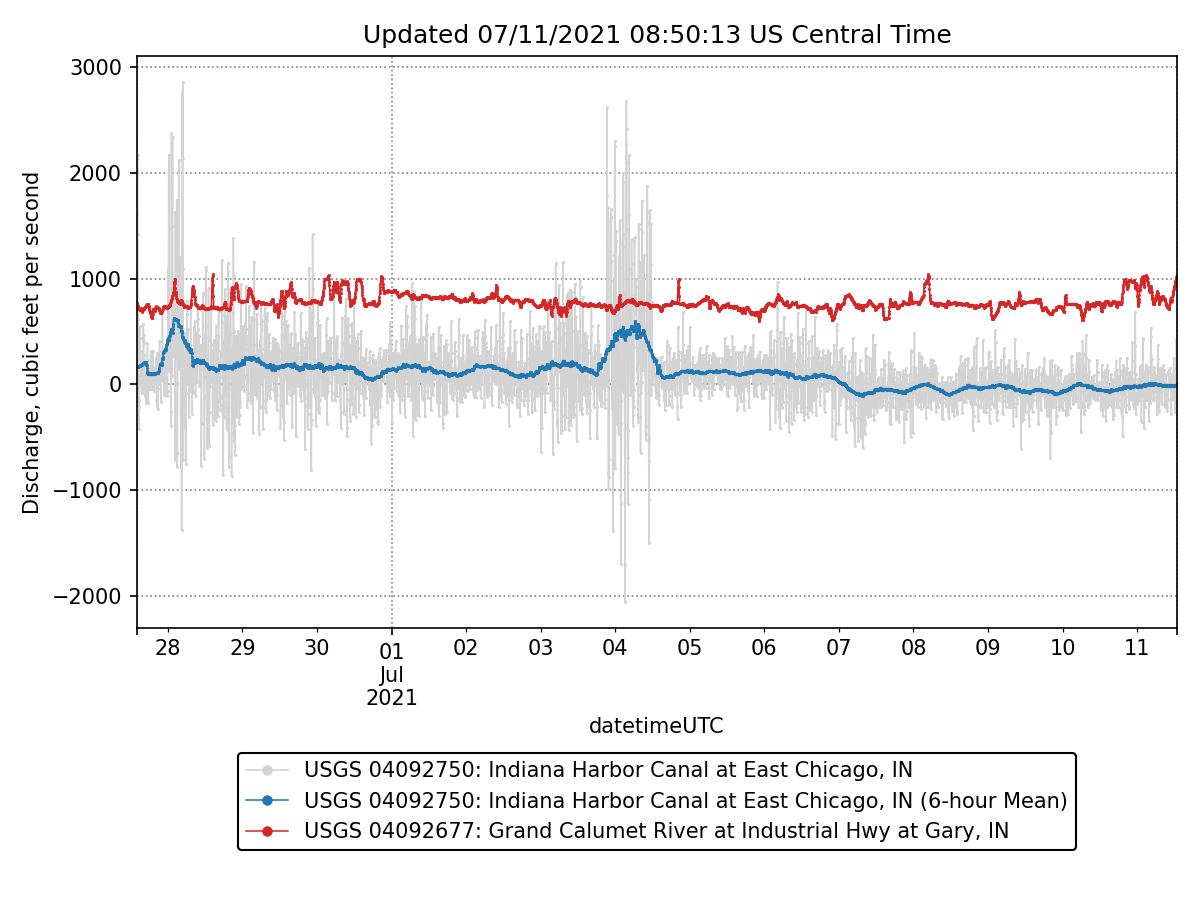 Updated 07/11/2021 08:50:13 US Central Time
Discharge, cubic feet per second
3000
2000
1000
0
−1000
−2000
28 29 30 01 02 03 04 05 06 07 08 09 10 11
Jul
2021
datetimeUTC
USGS 04092750: Indiana Harbor Canal at East Chicago, IN
USGS 04092750: Indiana Harbor Canal at East Chicago, IN (6-hour Mean)
USGS 04092677: Grand Calumet River at Industrial Hwy at Gary, IN